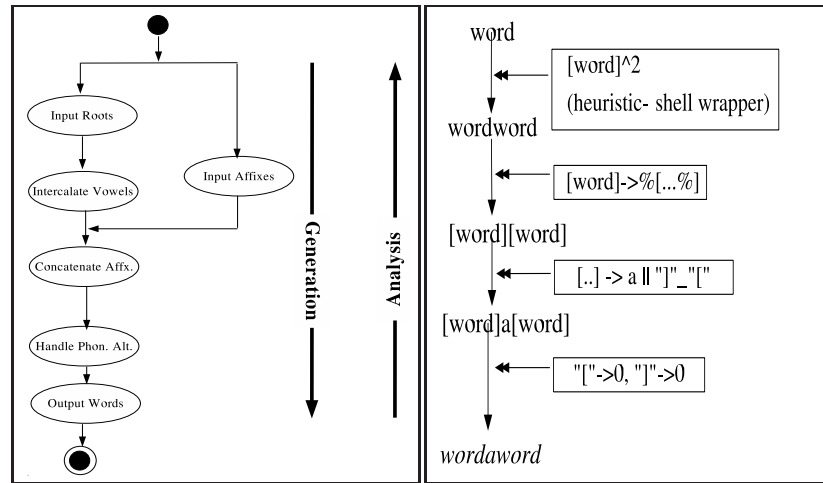 Input Roots
Intercalate Vowels
Input Affixes
Concatenate Affx.
Handle Phon. Alt.
Output Words
Generation
Analysis
word
[word]^2
(heuristic- shell wrapper)
wordword
[word]->%[...%]
[word][word]
[..] -> a || "]"_"["
[word]a[word]
"["->0, "]"->0
wordaword